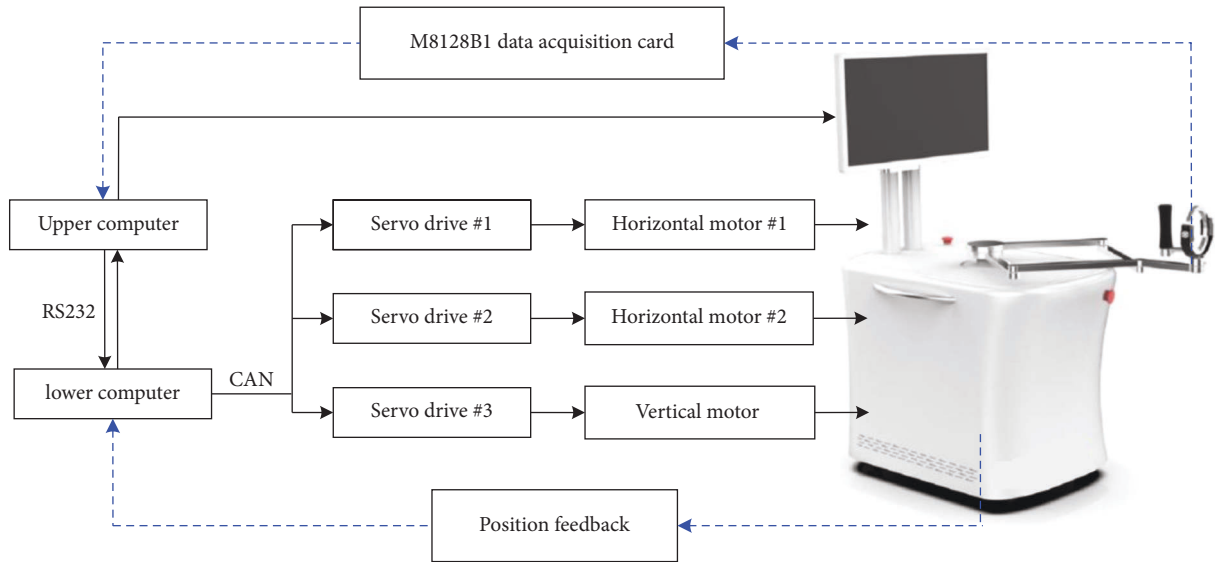 M8128B1 data acquisition card
Upper computer
Servo drive #1
Horizontal motor #1
RS232
Servo drive #2
Horizontal motor #2
lower computer
CAN
Servo drive #3
Vertical motor
Position feedback